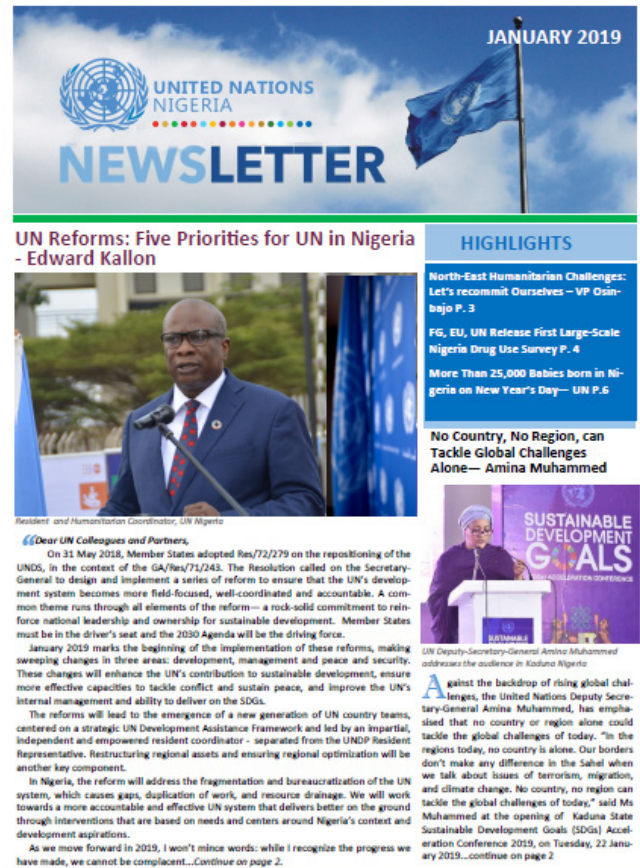 JANUARY 2019
UNITED NATIONS
NIGERIA
NEWSLETTER
UN Reforms: Five Priorities for UN in Nigeria
- Edward Kallon
Resident and Humanitarian Coordinator, UN Nigeria
“Dear UN Colleagues and Partners,
On 31 May 2018, Member States adopted Res/72/279 on the repositioning of the
UNDS, in the context of the GA/Res/71/243. The Resolution called on the Secretary-
General to design and implement a series of reform to ensure that the UN's develop-
ment system becomes more field-focused, well-coordinated and accountable. A com-
mon theme runs through all elements of the reform— a rock-solid commitment to rein-
force national leadership and ownership for sustainable development. Member States
must be in the driver's seat and the 2030 Agenda will be the driving force.
January 2019 marks the beginning of the implementation of these reforms, making
sweeping changes in three areas: development, management and peace and security.
These changes will enhance the UN's contribution to sustainable development, ensure
more effective capacities to tackle conflict and sustain peace, and improve the UN's
internal management and ability to deliver on the SDGs.
The reforms will lead to the emergence of a new generation of UN country teams,
centered on a strategic UN Development Assistance Framework and led by an impartial,
independent and empowered resident coordinator - separated from the UNDP Resident
Representative. Restructuring regional assets and ensuring regional optimization will be
another key component.
In Nigeria, the reform will address the fragmentation and bureaucratization of the UN
system, which causes gaps, duplication of work, and resource drainage. We will work
towards a more accountable and effective UN system that delivers better on the ground
through interventions that are based on needs and centers around Nigeria's context and
development aspirations.
As we move forward in 2019, I won't mince words: while I recognize the progress we
have made, we cannot be complacent...Continue on page 2.
HIGHLIGHTS
North-East Humanitarian Challenges:
Let's recommit Ourselves – VP Osin-
bajo P. 3
FG, EU, UN Release First Large-Scale
Nigeria Drug Use Survey P. 4
More Than 25,000 Babies born in Ni-
geria on New Year's Day— UN P.6
No Country, No Region, can
Tackle Global Challenges
Alone— Amina Muhammed
SUSTAINABLE
DEVELOPMENT
GOALS
ACCELERATION CONFERENCE
SUSTAINABLE
UN Deputy-Secretary-General Amina Muhammed
addresses the audience in Kaduna Nigeria
Against the backdrop of rising global chal-
lenges, the United Nations Deputy Secre-
tary-General Amina Muhammed, has empha-
sised that no country or region alone could
tackle the global challenges of today. “In the
regions today, no country is alone. Our borders
don't make any difference in the Sahel when
we talk about issues of terrorism, migration,
and climate change. No country, no region can
tackle the global challenges of today,” said Ms
Muhammed at the opening of Kaduna State
Sustainable Development Goals (SDGs) Accel-
eration Conference 2019, on Tuesday, 22 Janu-
ary 2019...continue on page 2